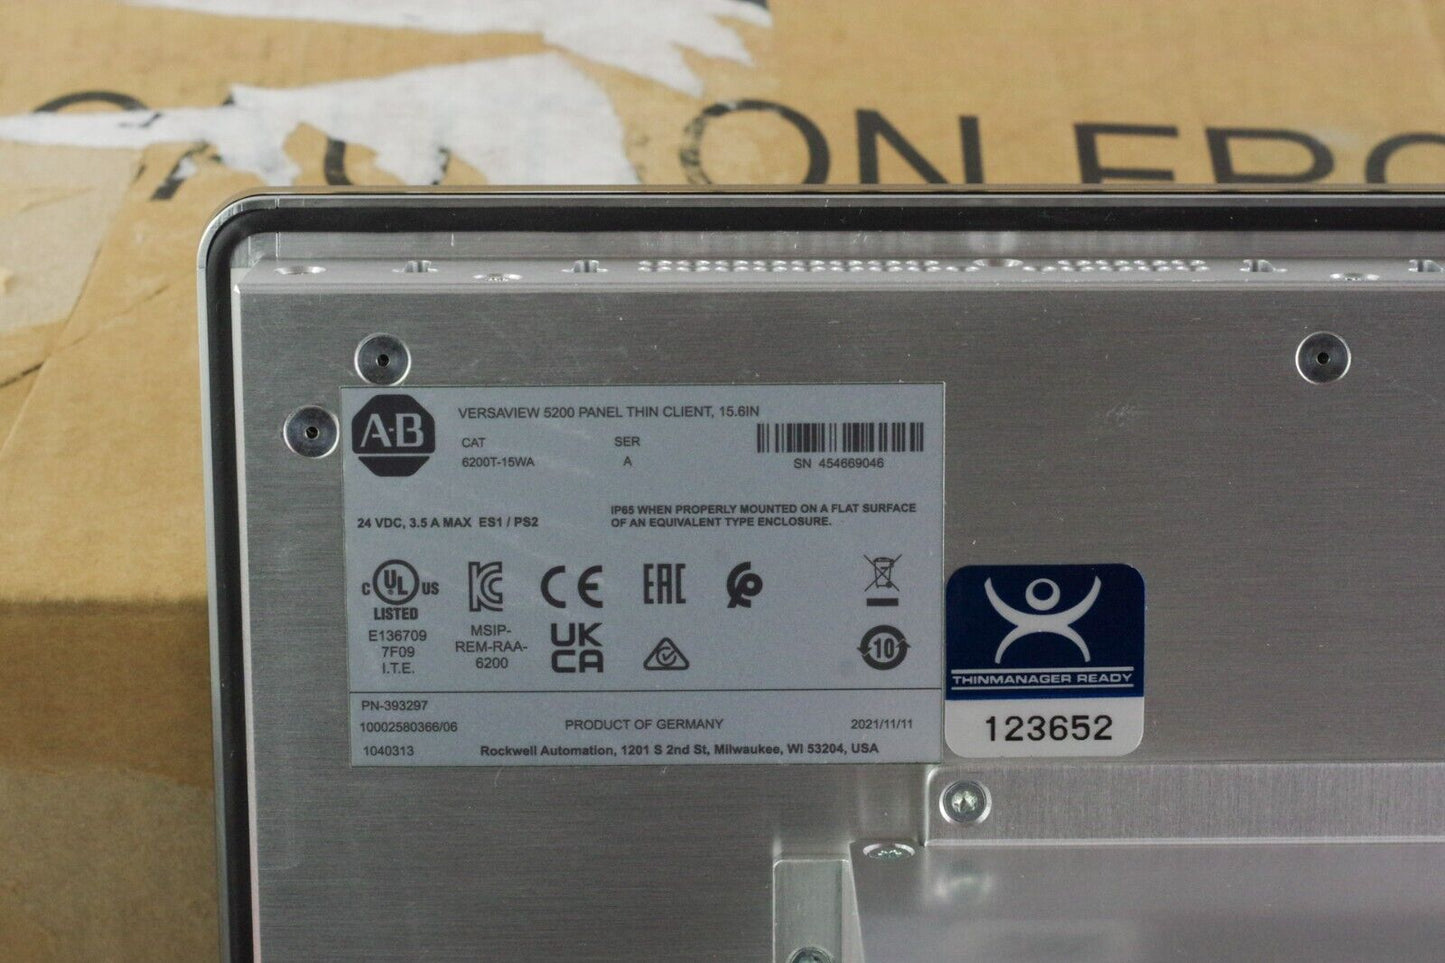 ON FRO
A-B
VERSAVIEW 5200 PANEL THIN CLIENT, 15.6IN
CAT
SER
6200T-15WA
A
SN 454669046
24 VDC, 3.5 A MAX ES1 / PS2
IP65 WHEN PROPERLY MOUNTED ON A FLAT SURFACE
OF AN EQUIVALENT TYPE ENCLOSURE.
C UL US
LISTED
E136709
7F09
I.T.E.
MSIP-
REM-RAA-
6200
CE
UK
CA
EAC
10
THINMANAGER READY
123652
PN-393297
10002580366/06
PRODUCT OF GERMANY
2021/11/11
1040313
Rockwell Automation, 1201 S 2nd St, Milwaukee, WI 53204, USA